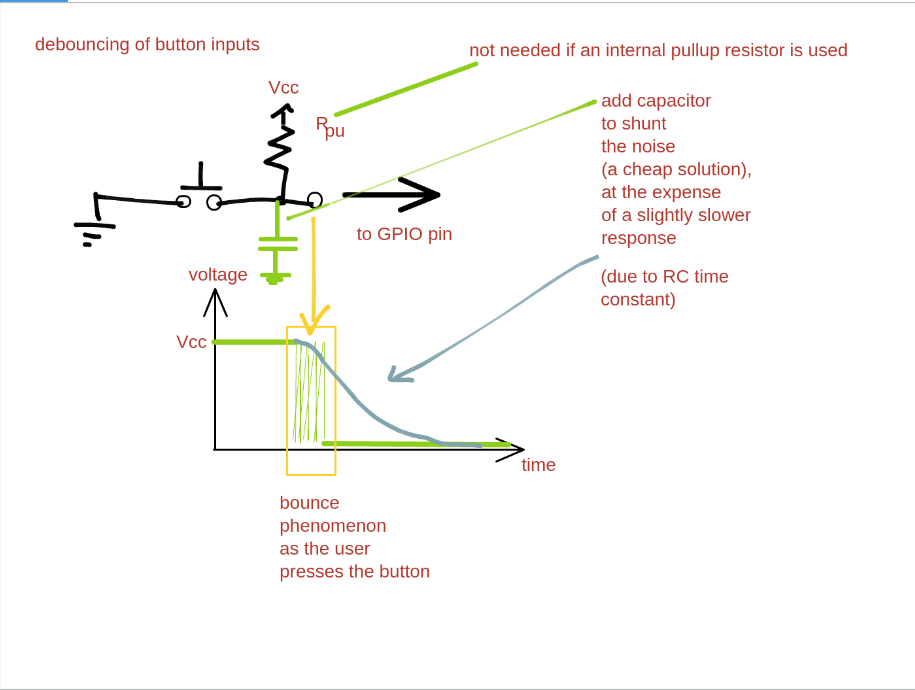 debouncing of button inputs
not needed if an internal pullup resistor is used
Vcc
Rpu
add capacitor
to shunt
the noise
(a cheap solution),
at the expense
of a slightly slower
response
(due to RC time
constant)
to GPIO pin
voltage
Vcc
time
bounce
phenomenon
as the user
presses the button